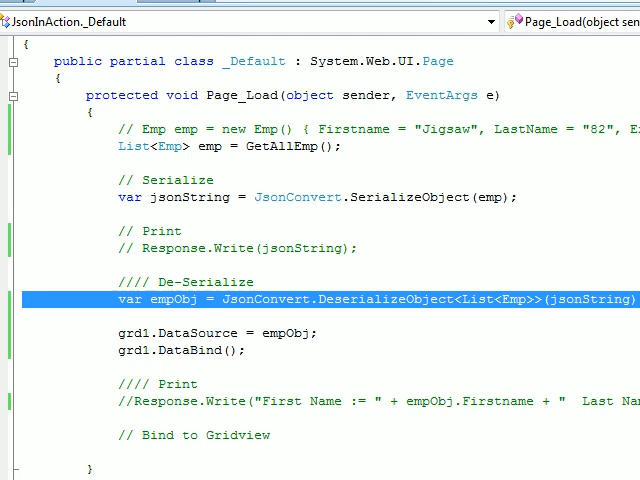 JsonInAction._Default Page_Load(object sen
{
public partial class _Default : System.Web.UI.Page
{
protected void Page_Load(object sender, EventArgs e)
{
// Emp emp = new Emp() { Firstname = "Jigsaw", LastName = "82", E
List<Emp> emp = GetAllEmp();
// Serialize
var jsonString = JsonConvert.SerializeObject(emp);
// Print
// Response.Write(jsonString);
//// De-Serialize
var empObj = JsonConvert.DeserializeObject<List<Emp>>(jsonString)
grd1.DataSource = empObj;
grd1.DataBind();
//// Print
//Response.Write("First Name := " + empObj.Firstname + " Last Na
// Bind to Gridview
}